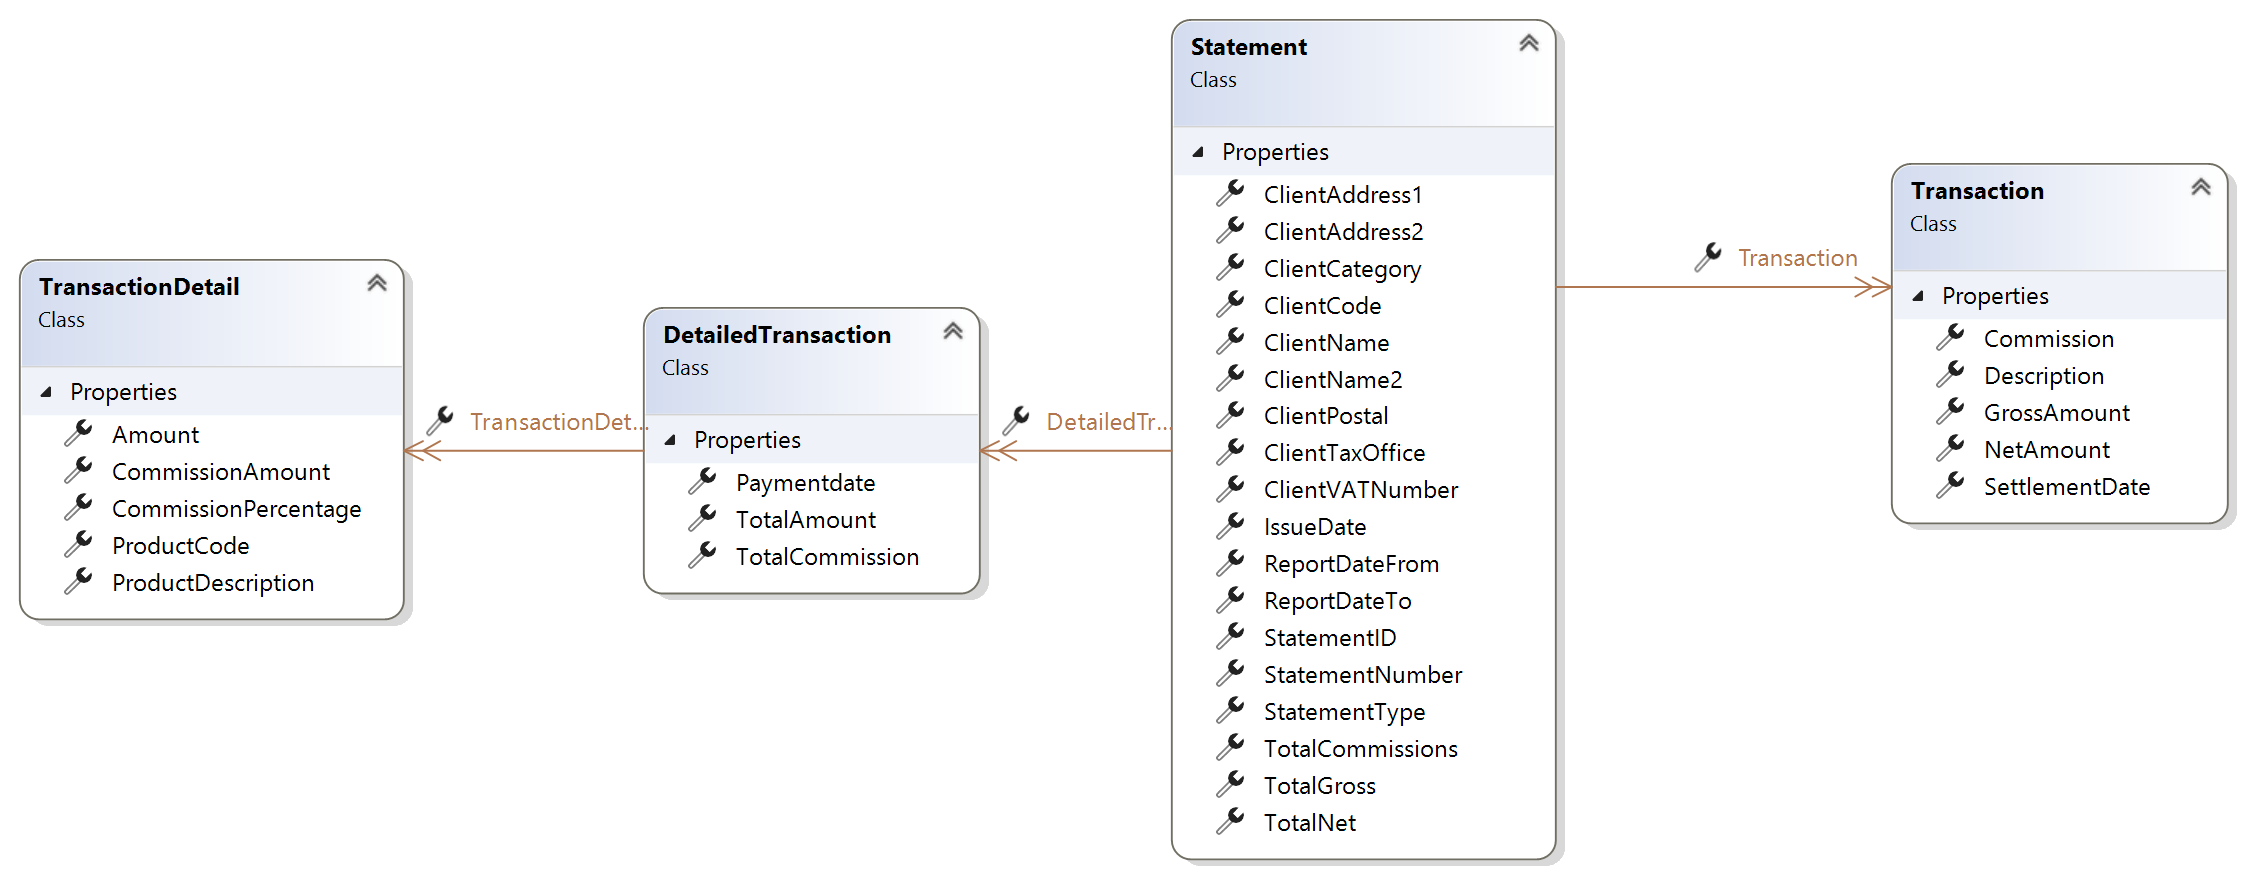 TransactionDetail
Class
Properties
Amount
CommissionAmount
CommissionPercentage
ProductCode
ProductDescription
TransactionDet...
DetailedTransaction
Class
Properties
Paymentdate
TotalAmount
TotalCommission
DetailedTr...
Statement
Class
Properties
ClientAddress1
ClientAddress2
ClientCategory
ClientCode
ClientName
ClientName2
ClientPostal
ClientTaxOffice
ClientVATNumber
IssueDate
ReportDateFrom
ReportDateTo
StatementID
StatementNumber
StatementType
TotalCommissions
TotalGross
TotalNet
Transaction
Transaction
Class
Properties
Commission
Description
GrossAmount
NetAmount
SettlementDate